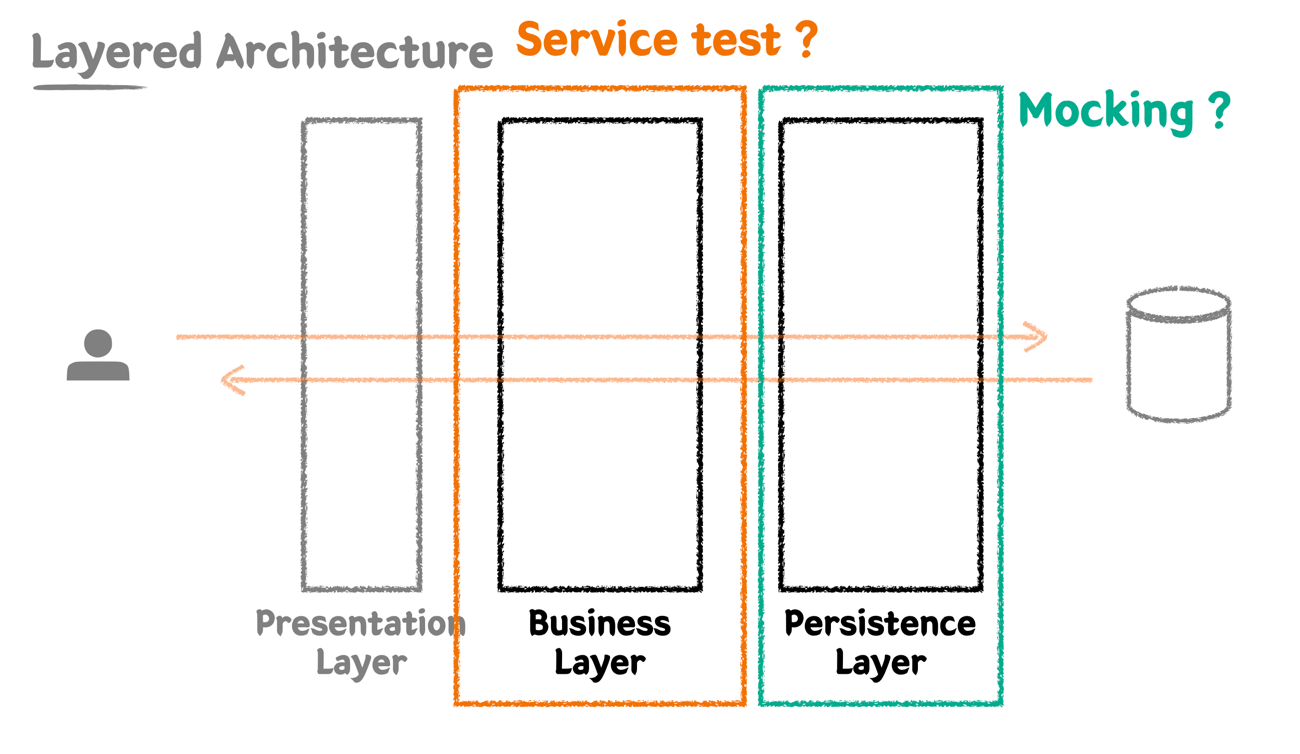 Layered Architecture
Service test ?
Mocking ?
Presentation
Layer
Business
Layer
Persistence
Layer